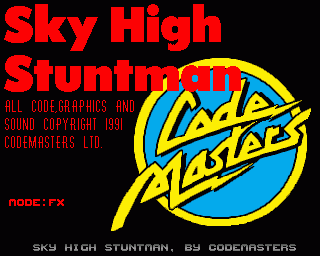 Sky High
Stuntman
ALL CODE,GRAPHICS AND
SOUND COPYRIGHT 1991
CODEMASTERS LTD.
Code
Masters
MODE:FX
SKY HIGH STUNTMAN, BY CODEMASTERS